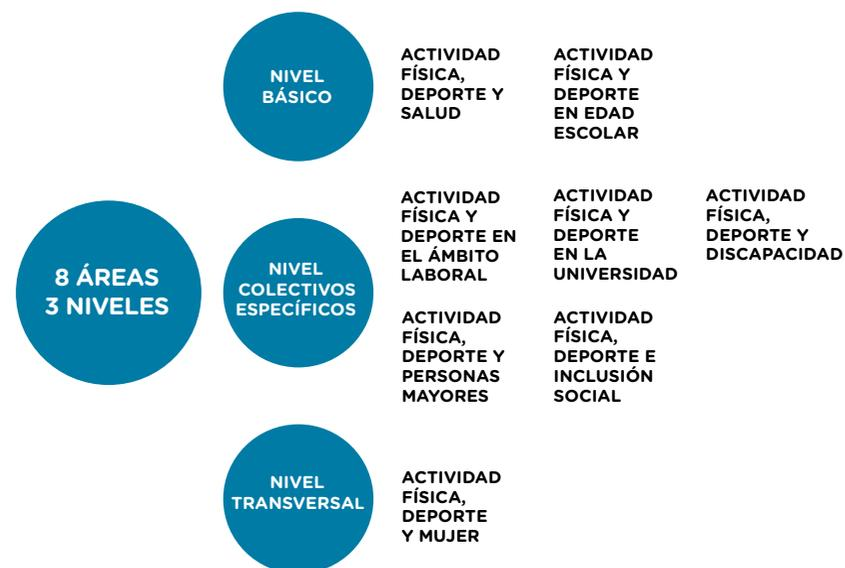 8 ÁREAS
3 NIVELES
NIVEL
BÁSICO
ACTIVIDAD
FÍSICA,
DEPORTE Y
SALUD
ACTIVIDAD
FÍSICA Y
DEPORTE
EN EDAD
ESCOLAR
NIVEL
COLECTIVOS
ESPECÍFICOS
ACTIVIDAD
FÍSICA Y
DEPORTE EN
EL ÁMBITO
LABORAL
ACTIVIDAD
FÍSICA Y
DEPORTE
EN LA
UNIVERSIDAD
ACTIVIDAD
FÍSICA,
DEPORTE Y
DISCAPACIDAD
ACTIVIDAD
FÍSICA,
DEPORTE Y
PERSONAS
MAYORES
ACTIVIDAD
FÍSICA,
DEPORTE E
INCLUSIÓN
SOCIAL
NIVEL
TRANSVERSAL
ACTIVIDAD
FÍSICA,
DEPORTE
Y MUJER